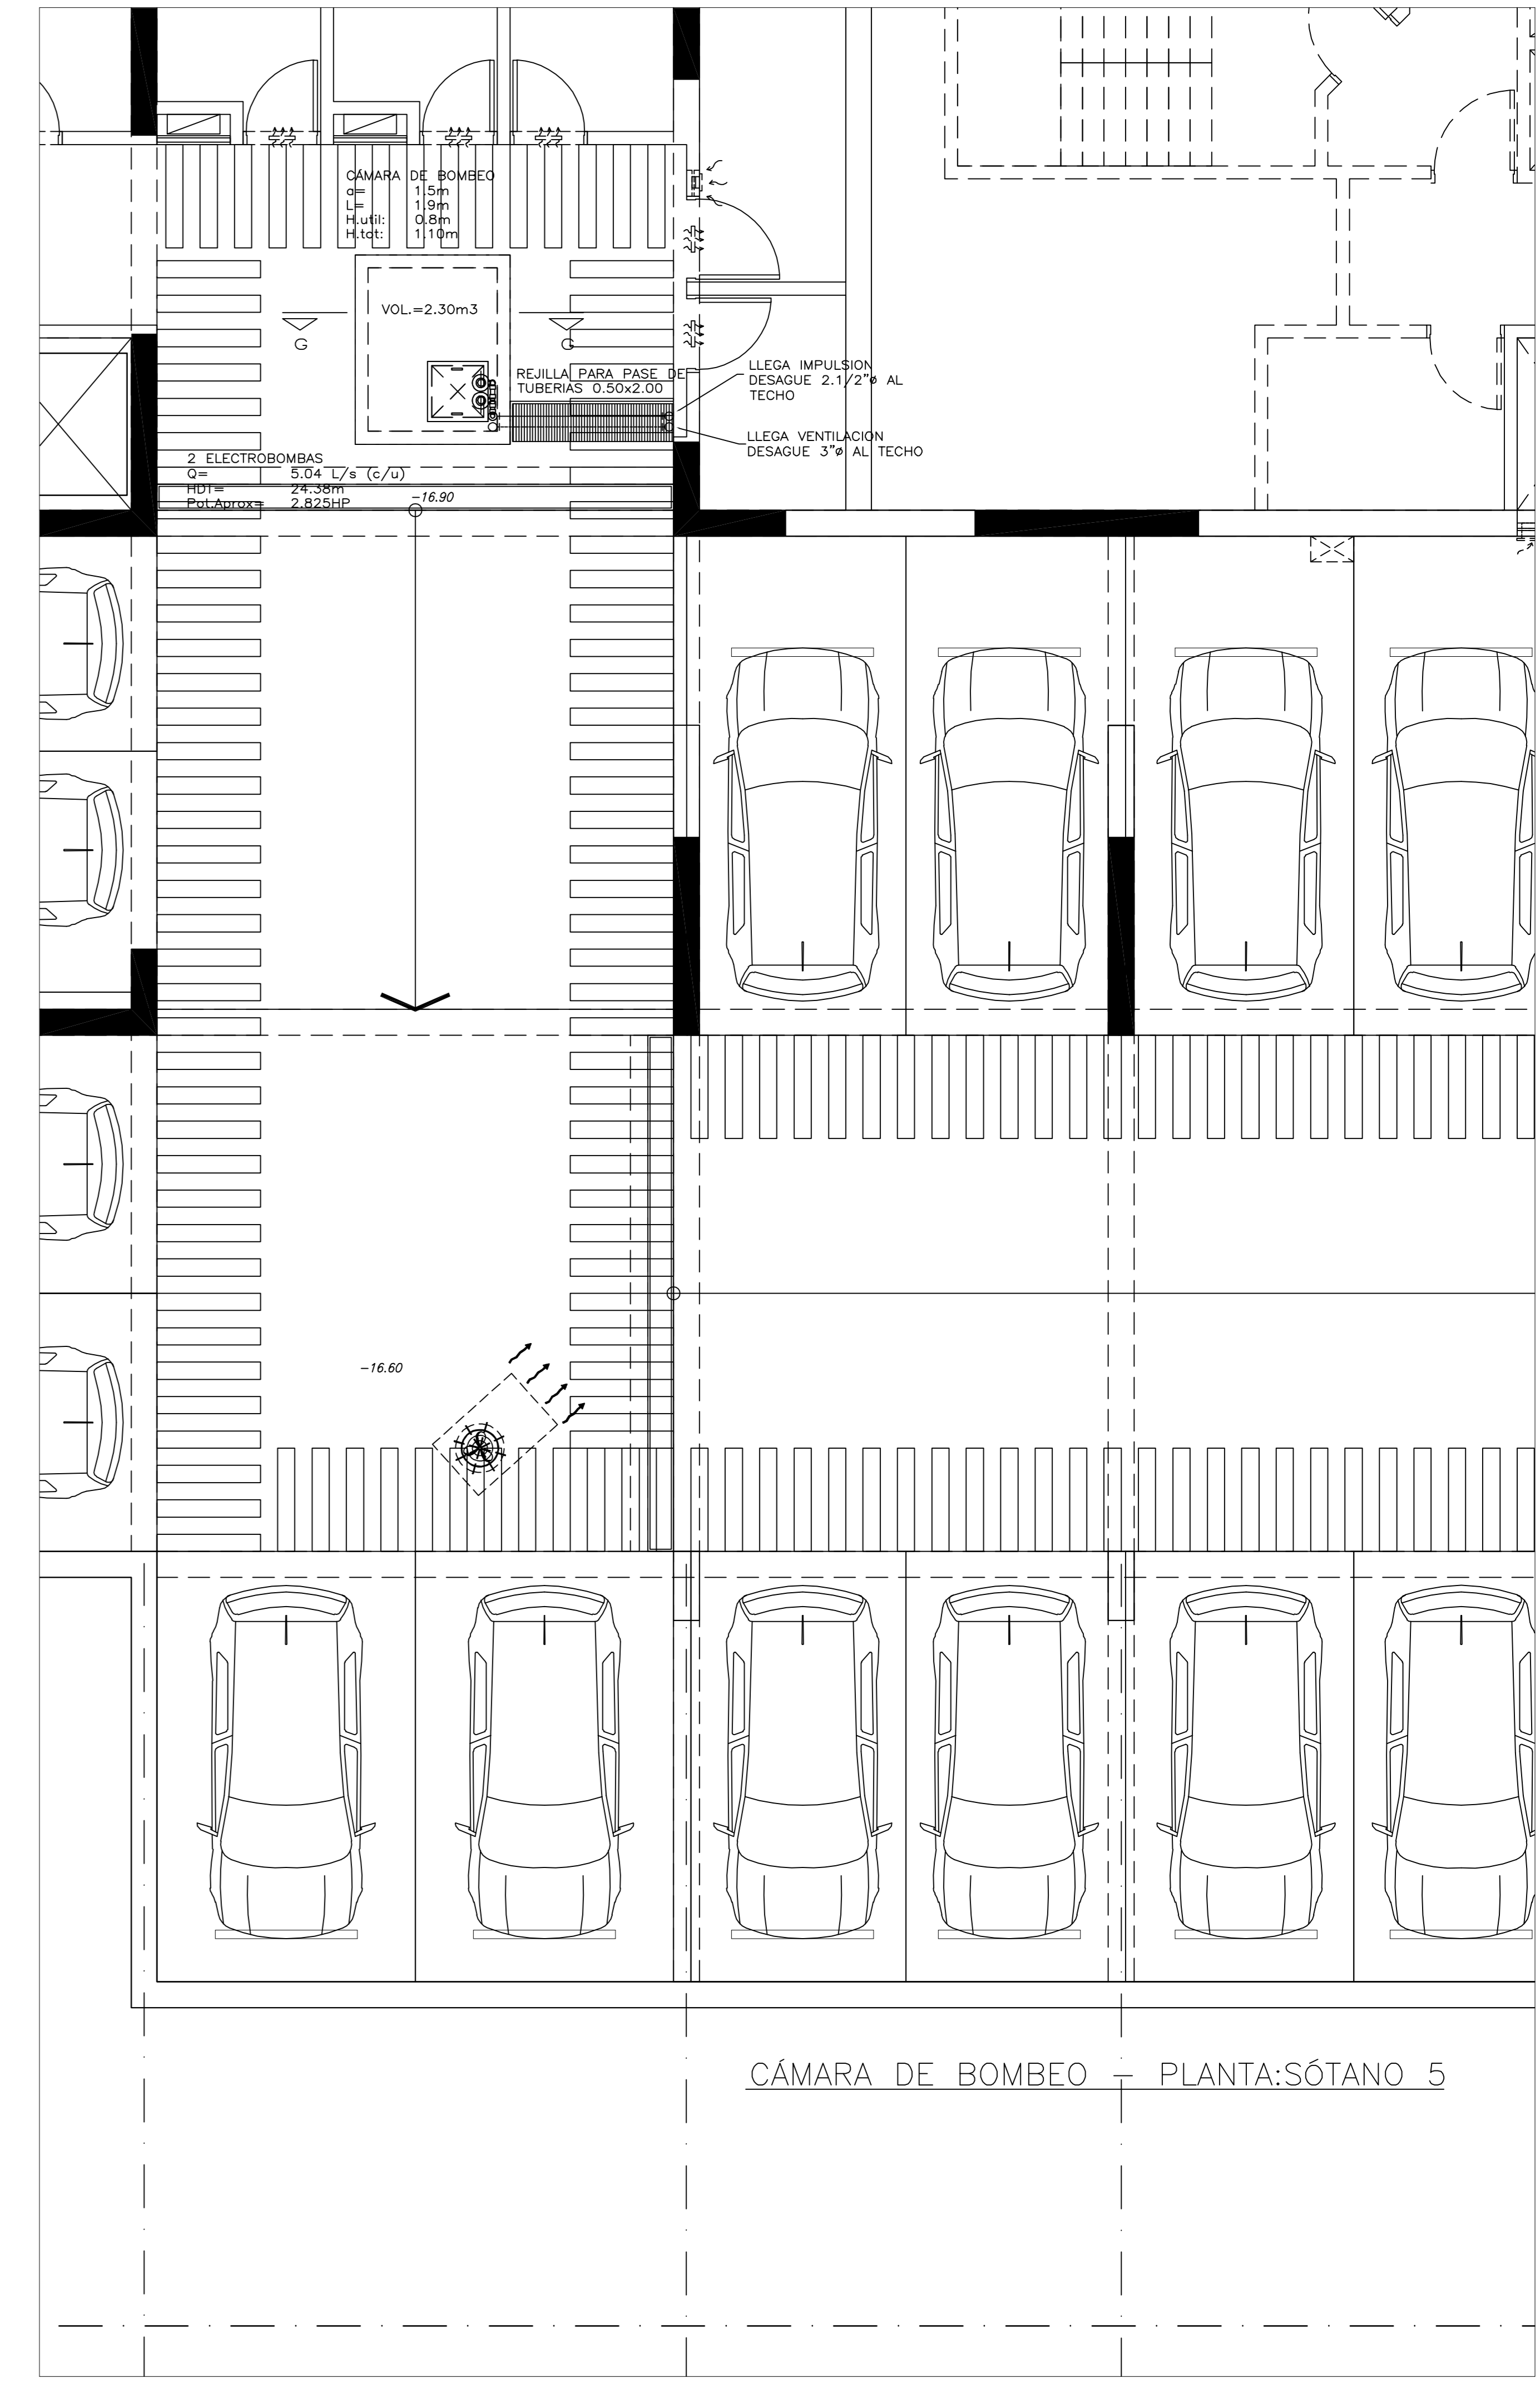 CÁMARA DE BOMBEO
a= 1.5m
L= 1.9m
H.util: 0.8m
H.tot: 1.10m
VOL.=2.30m3
G G
REJILLA PARA PASE DE
TUBERIAS 0.50x2.00
LLEGA IMPULSION
DESAGUE 2.1/2"ø AL
TECHO
LLEGA VENTILACION
DESAGUE 3"ø AL TECHO
2 ELECTROBOMBAS
Q= 5.04 L/s (c/u)
HDT= 24.38m
Pot.Aprox= 2.825HP
-16.90
-16.60
CÁMARA DE BOMBEO - PLANTA:SÓTANO 5